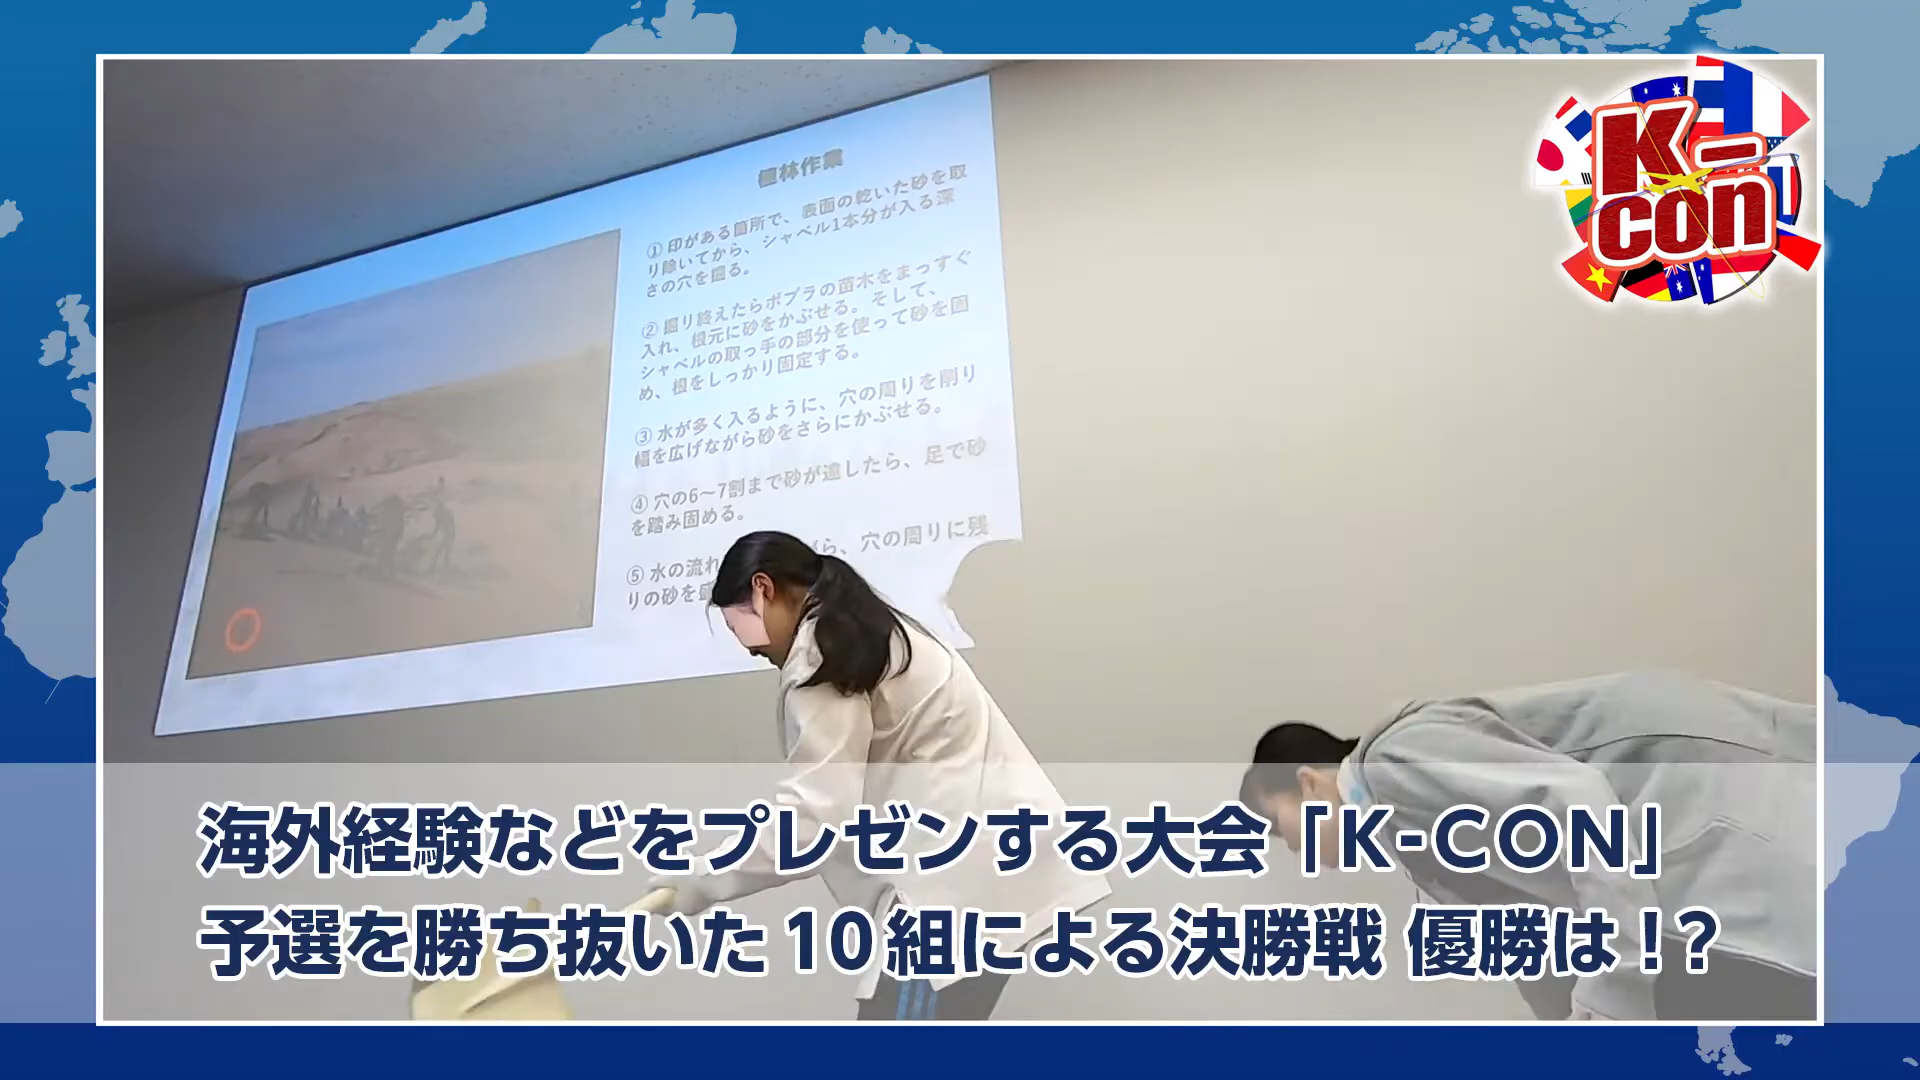 K-con
植林作業
① 印がある箇所で、表面の乾いた砂を取
り除いてから、シャベル1本分が入る深
さの穴を掘る。
② 掘り終えたらポプラの苗木をまっすぐ
入れ、根元に砂をかぶせる。そして、
シャベルの取っ手の部分を使って砂を固
め、根をしっかり固定する。
③ 水が多く入るように、穴の周りを削り
幅を広げながら砂をさらにかぶせる。
④ 穴の6〜7割まで砂が達したら、足で砂
を踏み固める。
⑤ 水の流れ がら、穴の周りに残
りの砂を
海外経験などをプレゼンする大会「K-CON」
予選を勝ち抜いた10組による決勝戦 優勝は!?